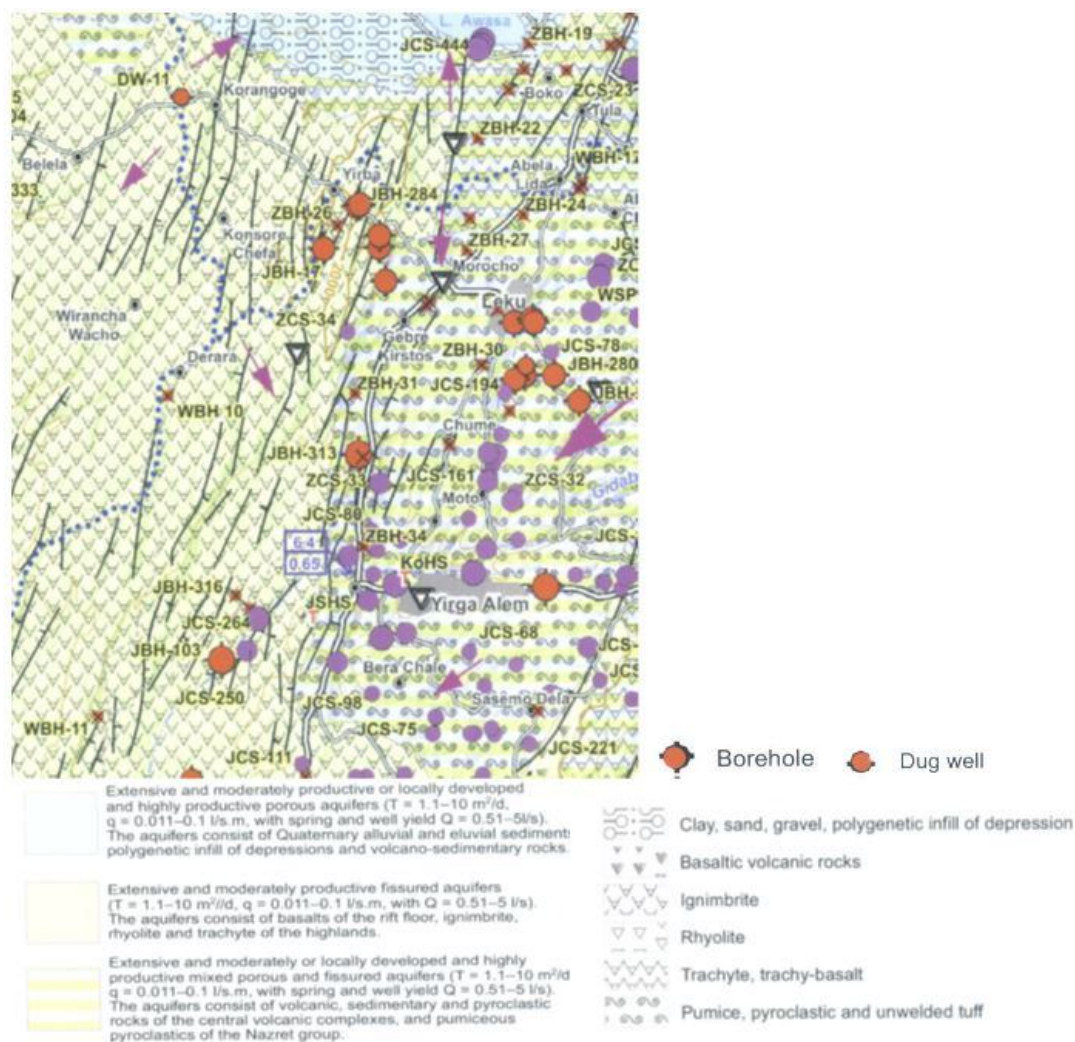 L. Awasa
ZBH-19
JCS-444
DW-11
Korangoge
Boko
ZCS-23
Tula
ZBH-22
WBH-12
Belela
Abela
Lida
Yirba
JBH-284
333
ZBH-26
ZBH-24
Konsore
Chefa
ZBH-27
JBH-17
2000
Morocho
WSP
Wirancha
Wacho
ZCS-34
Leku
Gebre
Kirstos
JCS-78
Derara
ZBH-30
JBH-280
ZBH-31
JCS-194
WBH 10
Chume
JBH-313
ZCS-33
JCS-161
ZCS-32
Moto
Gidab
JCS-80
6.4
0.65
ZBH-34
KoHS
JBH-316
JSHS
Yirga Alem
JCS-264
JCS-68
JBH-103
Bera Chale
JCS-250
JCS-98
Sasemo Dela
WBH-11
JCS-75
JCS-111
JCS-221
Borehole
Dug well
Extensive and moderately productive or locally developed
and highly productive porous aquifers (T = 1.1–10 m²/d,
q = 0.011–0.1 l/s.m, with spring and well yield Q = 0.51–5l/s).
The aquifers consist of Quaternary alluvial and eluvial sediments
polygenetic infill of depressions and volcano-sedimentary rocks.
Extensive and moderately productive fissured aquifers
(T = 1.1–10 m²//d, q = 0.011–0.1 l/s.m, with Q = 0.51–5 l/s).
The aquifers consist of basalts of the rift floor, ignimbrite,
rhyolite and trachyte of the highlands.
Extensive and moderately or locally developed and highly
productive mixed porous and fissured aquifers (T = 1.1–10 m²/d
q = 0.011–0.1 l/s.m, with spring and well yield Q = 0.51–5 l/s).
The aquifers consist of volcanic, sedimentary and pyroclastic
rocks of the central volcanic complexes, and pumiceous
pyroclastics of the Nazret group.
Clay, sand, gravel, polygenetic infill of depression
Basaltic volcanic rocks
Ignimbrite
Rhyolite
Trachyte, trachy-basalt
Pumice, pyroclastic and unwelded tuff